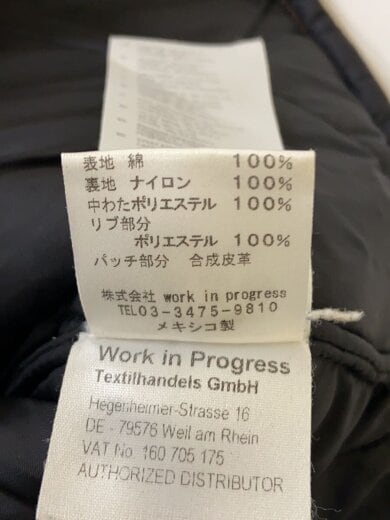 表地 綿 100%
裏地 ナイロン 100%
中わた ポリエステル 100%
リブ部分
ポリエステル 100%
パッチ部分 合成皮革
株式会社 work in progress
TEL03-3475-9810
メキシコ製
Work in Progress
Textilhandels GmbH
Hegenheimer-Strasse 16
DE - 79576 Weil am Rhein
VAT No 160 705 175
AUTHORIZED DISTRIBUTOR